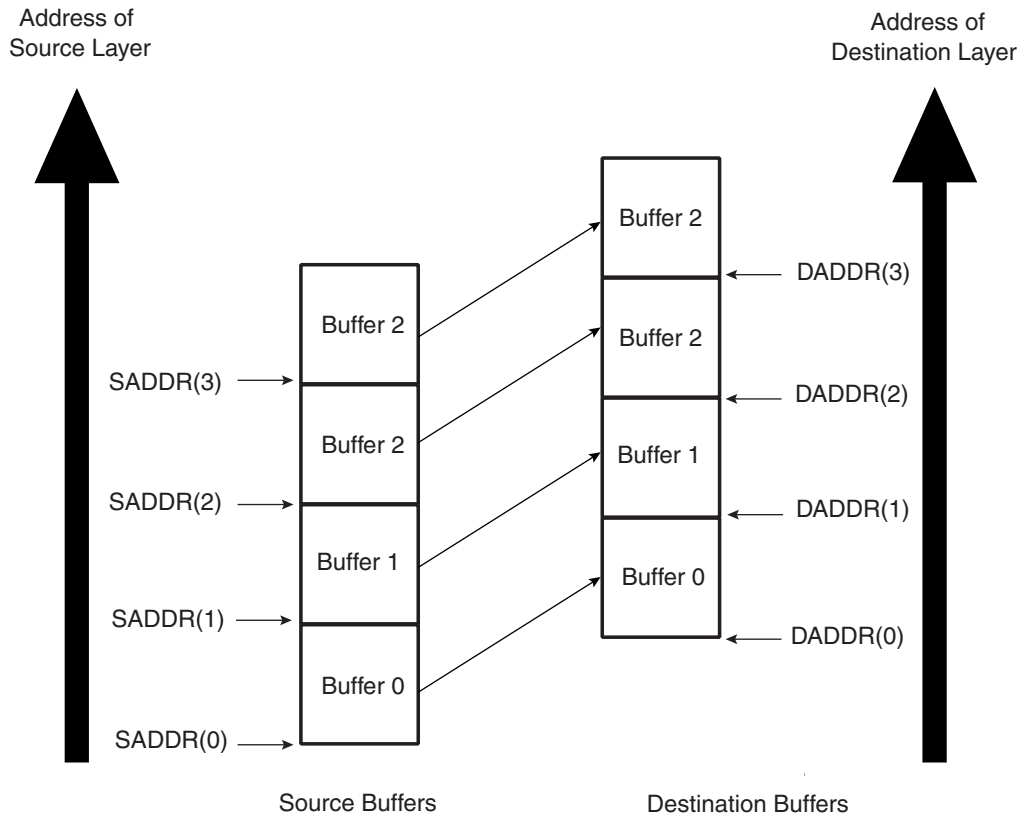 Address of
Source Layer
Address of
Destination Layer
Buffer 2
Buffer 2
DADDR(3)
Buffer 2
Buffer 2
SADDR(3)
DADDR(2)
Buffer 2
Buffer 1
SADDR(2)
DADDR(1)
Buffer 1
Buffer 0
SADDR(1)
DADDR(0)
Buffer 0
SADDR(0)
Source Buffers
Destination Buffers